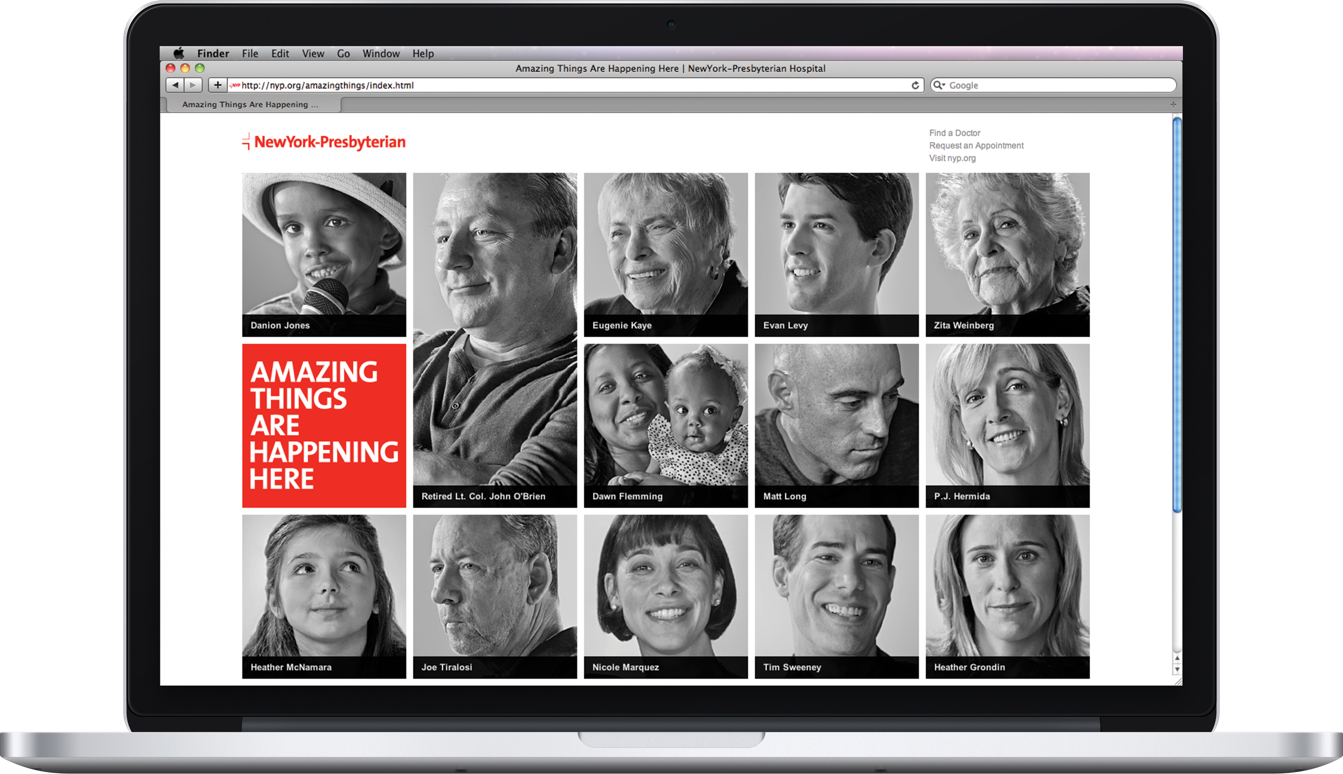 Finder File Edit View Go Window Help
Amazing Things Are Happening Here | NewYork-Presbyterian Hospital
http://nyp.org/amazingthings/index.html
Google
Amazing Things Are Happening ...
NewYork-Presbyterian
Find a Doctor
Request an Appointment
Visit nyp.org
Danion Jones
Eugenie Kaye
Evan Levy
Zita Weinberg
AMAZING
THINGS
ARE
HAPPENING
HERE
Retired Lt. Col. John O'Brien
Dawn Flemming
Matt Long
P.J. Hermida
Heather McNamara
Joe Tiralosi
Nicole Marquez
Tim Sweeney
Heather Grondin